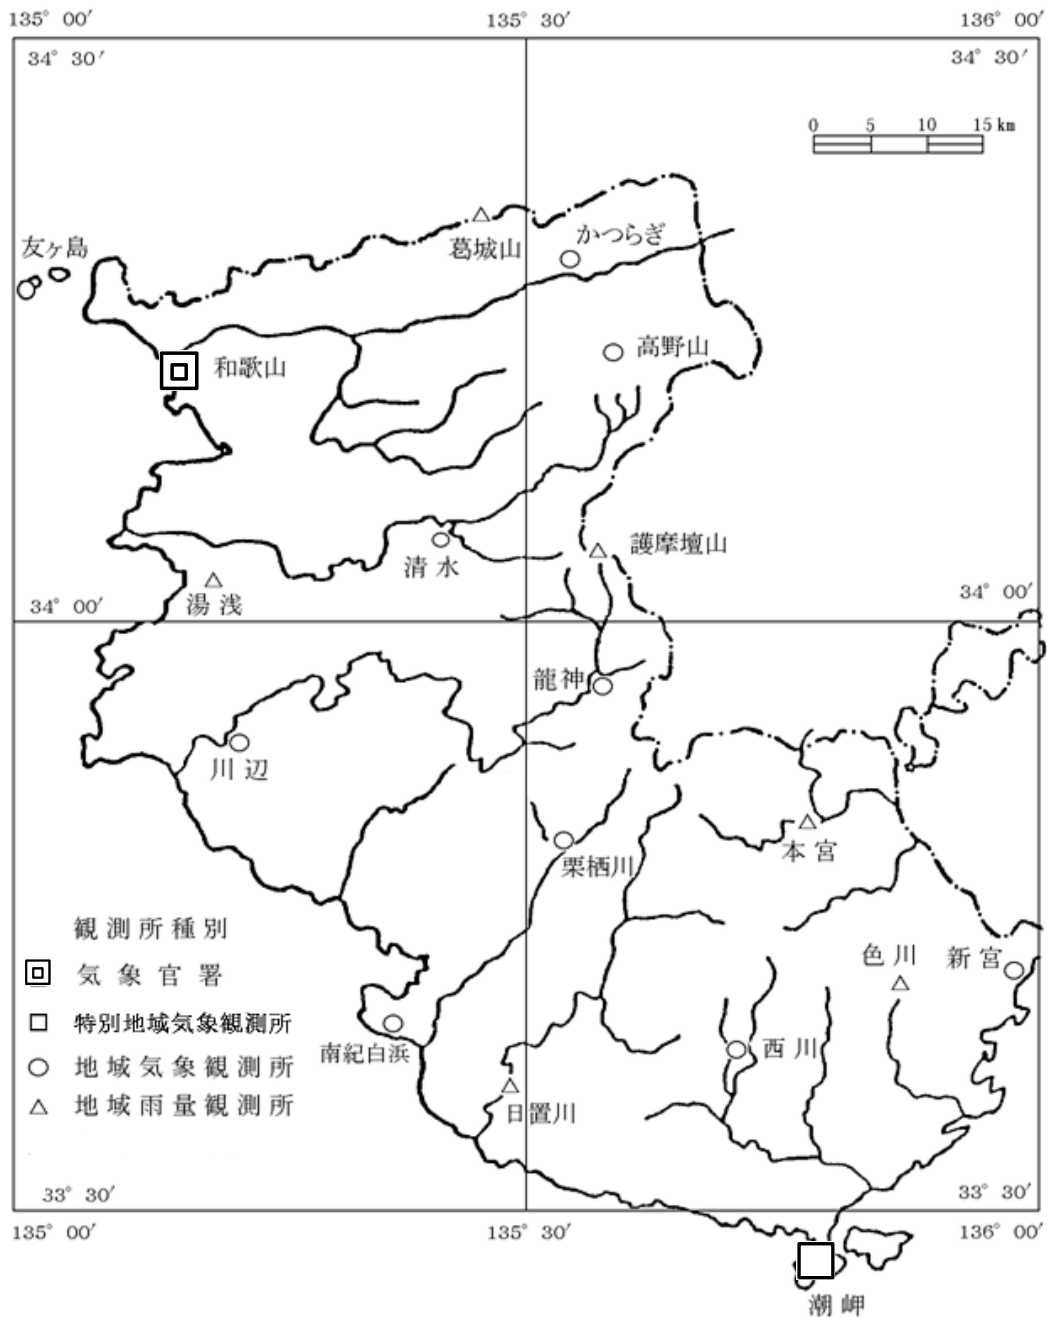 135° 00′ 135° 30′ 136° 00′
34° 30′ 34° 30′
0 5 10 15 km
友ヶ島
葛城山
かつらぎ
和歌山
高野山
清水
護摩壇山
湯浅
34° 00′ 34° 00′
龍神
川辺
本宮
栗栖川
色川
新宮
南紀白浜
西川
日置川
観測所種別
気象官署
特別地域気象観測所
地域気象観測所
地域雨量観測所
33° 30′ 33° 30′
135° 00′ 135° 30′ 136° 00′
潮岬